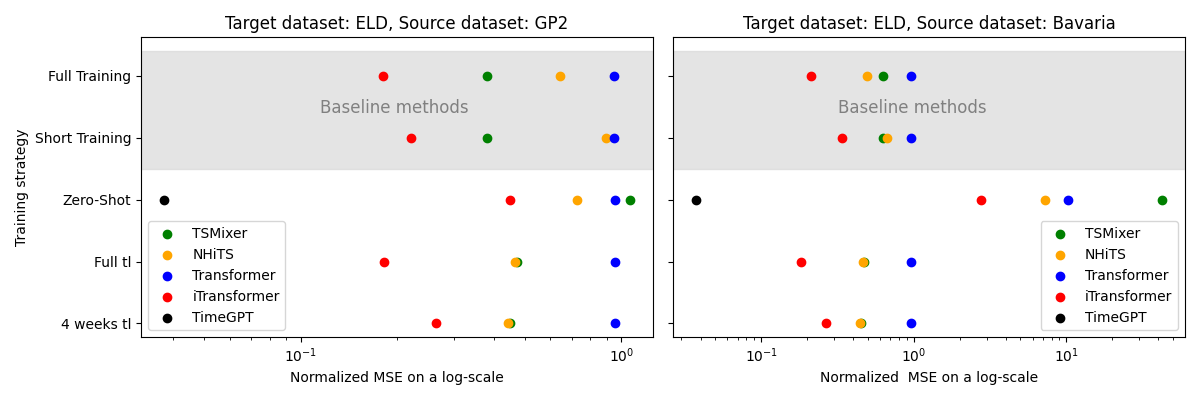 Target dataset: ELD, Source dataset: GP2
Target dataset: ELD, Source dataset: Bavaria
Training strategy
Full Training
Short Training
Zero-Shot
Full tl
4 weeks tl
Baseline methods
TSMixer
NHiTS
Transformer
iTransformer
TimeGPT
10⁻¹
10⁰
Normalized MSE on a log-scale
Baseline methods
TSMixer
NHiTS
Transformer
iTransformer
TimeGPT
10⁻¹
10⁰
10¹
Normalized  MSE on a log-scale